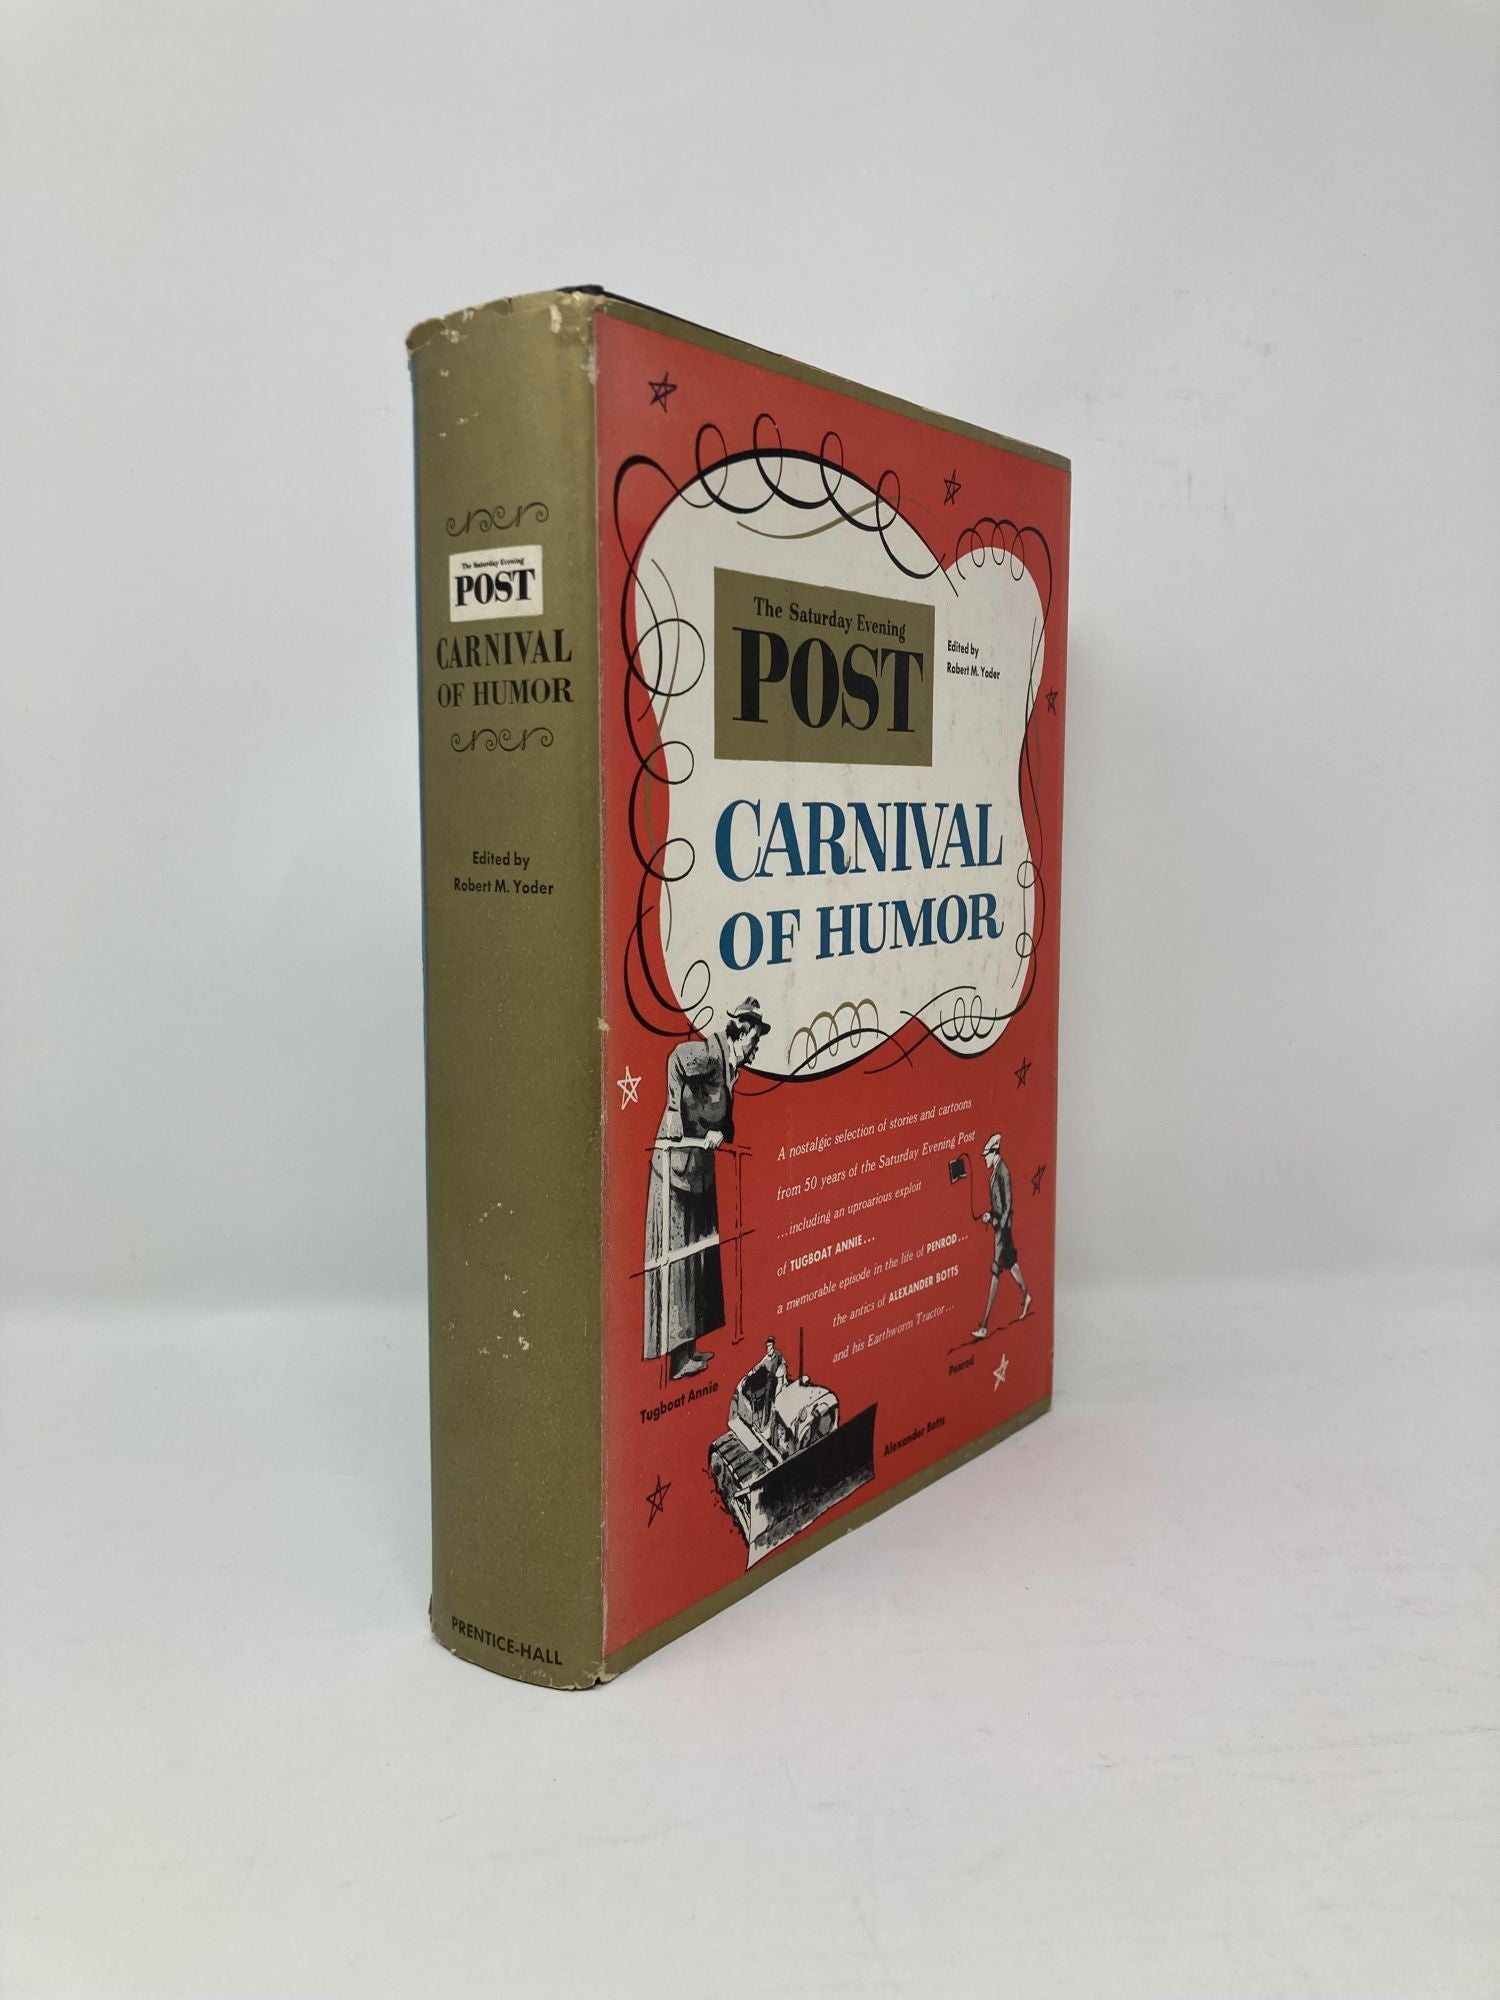 The Saturday Evening
POST
CARNIVAL
OF HUMOR
Edited by
Robert M. Yoder
PRENTICE-HALL
The Saturday Evening
POST
Edited by
Robert M. Yoder
CARNIVAL
OF HUMOR
A nostalgic selection of stories and cartoons
from 50 years of the Saturday Evening Post
...including an uproarious exploit
of TUGBOAT ANNIE...
a memorable episode in the life of PENROD...
the antics of ALEXANDER BOTTS
and his Earthworm Tractor...
Tugboat Annie
Penrod
Alexander Botts